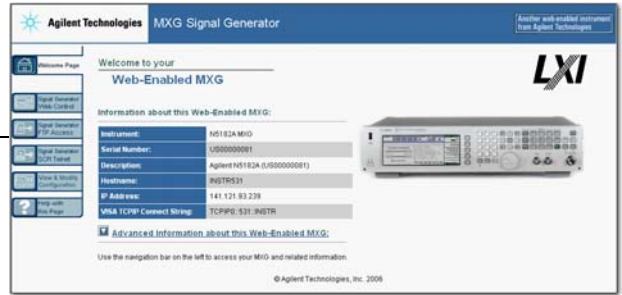 Agilent Technologies
MXG Signal Generator
Another web-enabled instrument
from Agilent Technologies
Welcome Page
Welcome to your
Web-Enabled MXG
LXI
Signal Generator
Web Control
Information about this Web-Enabled MXG:
Signal Generator
FTP Access
Instrument: N5182A MXG
Serial Number: US00000081
Signal Generator
SCPI Telnet
Description: Agilent N5182A (US00000081)
Hostname: INSTR531
View & Modify
Configuration
IP Address: 141.121.93.239
VISA TCPIP Connect String: TCPIP0::531::INSTR
Help with
this Page
Advanced Information about this Web-Enabled MXG:
Use the navigation bar on the left to access your MXG and related information.
© Agilent Technologies, Inc. 2006